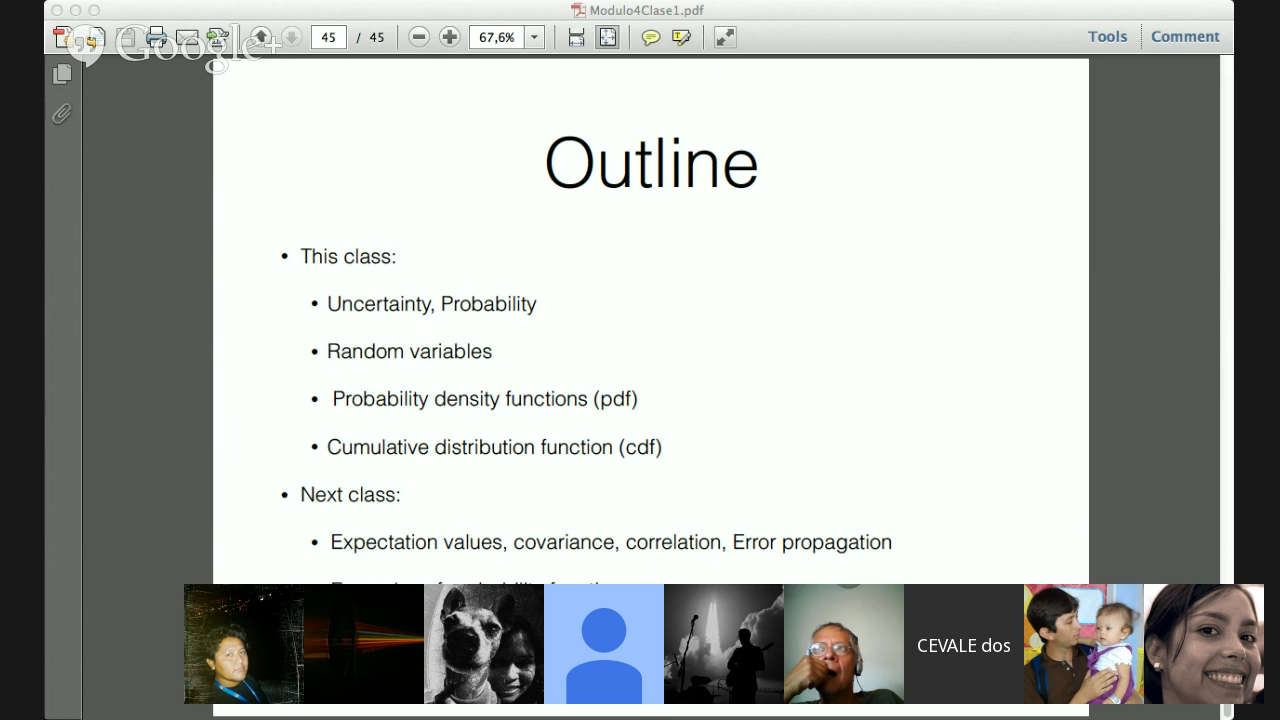 Modulo4Clase1.pdf
Google+
45 / 45
67,6%
Tools
Comment
Outline
• This class:
• Uncertainty, Probability
• Random variables
• Probability density functions (pdf)
• Cumulative distribution function (cdf)
• Next class:
• Expectation values, covariance, correlation, Error propagation
CEVALE dos